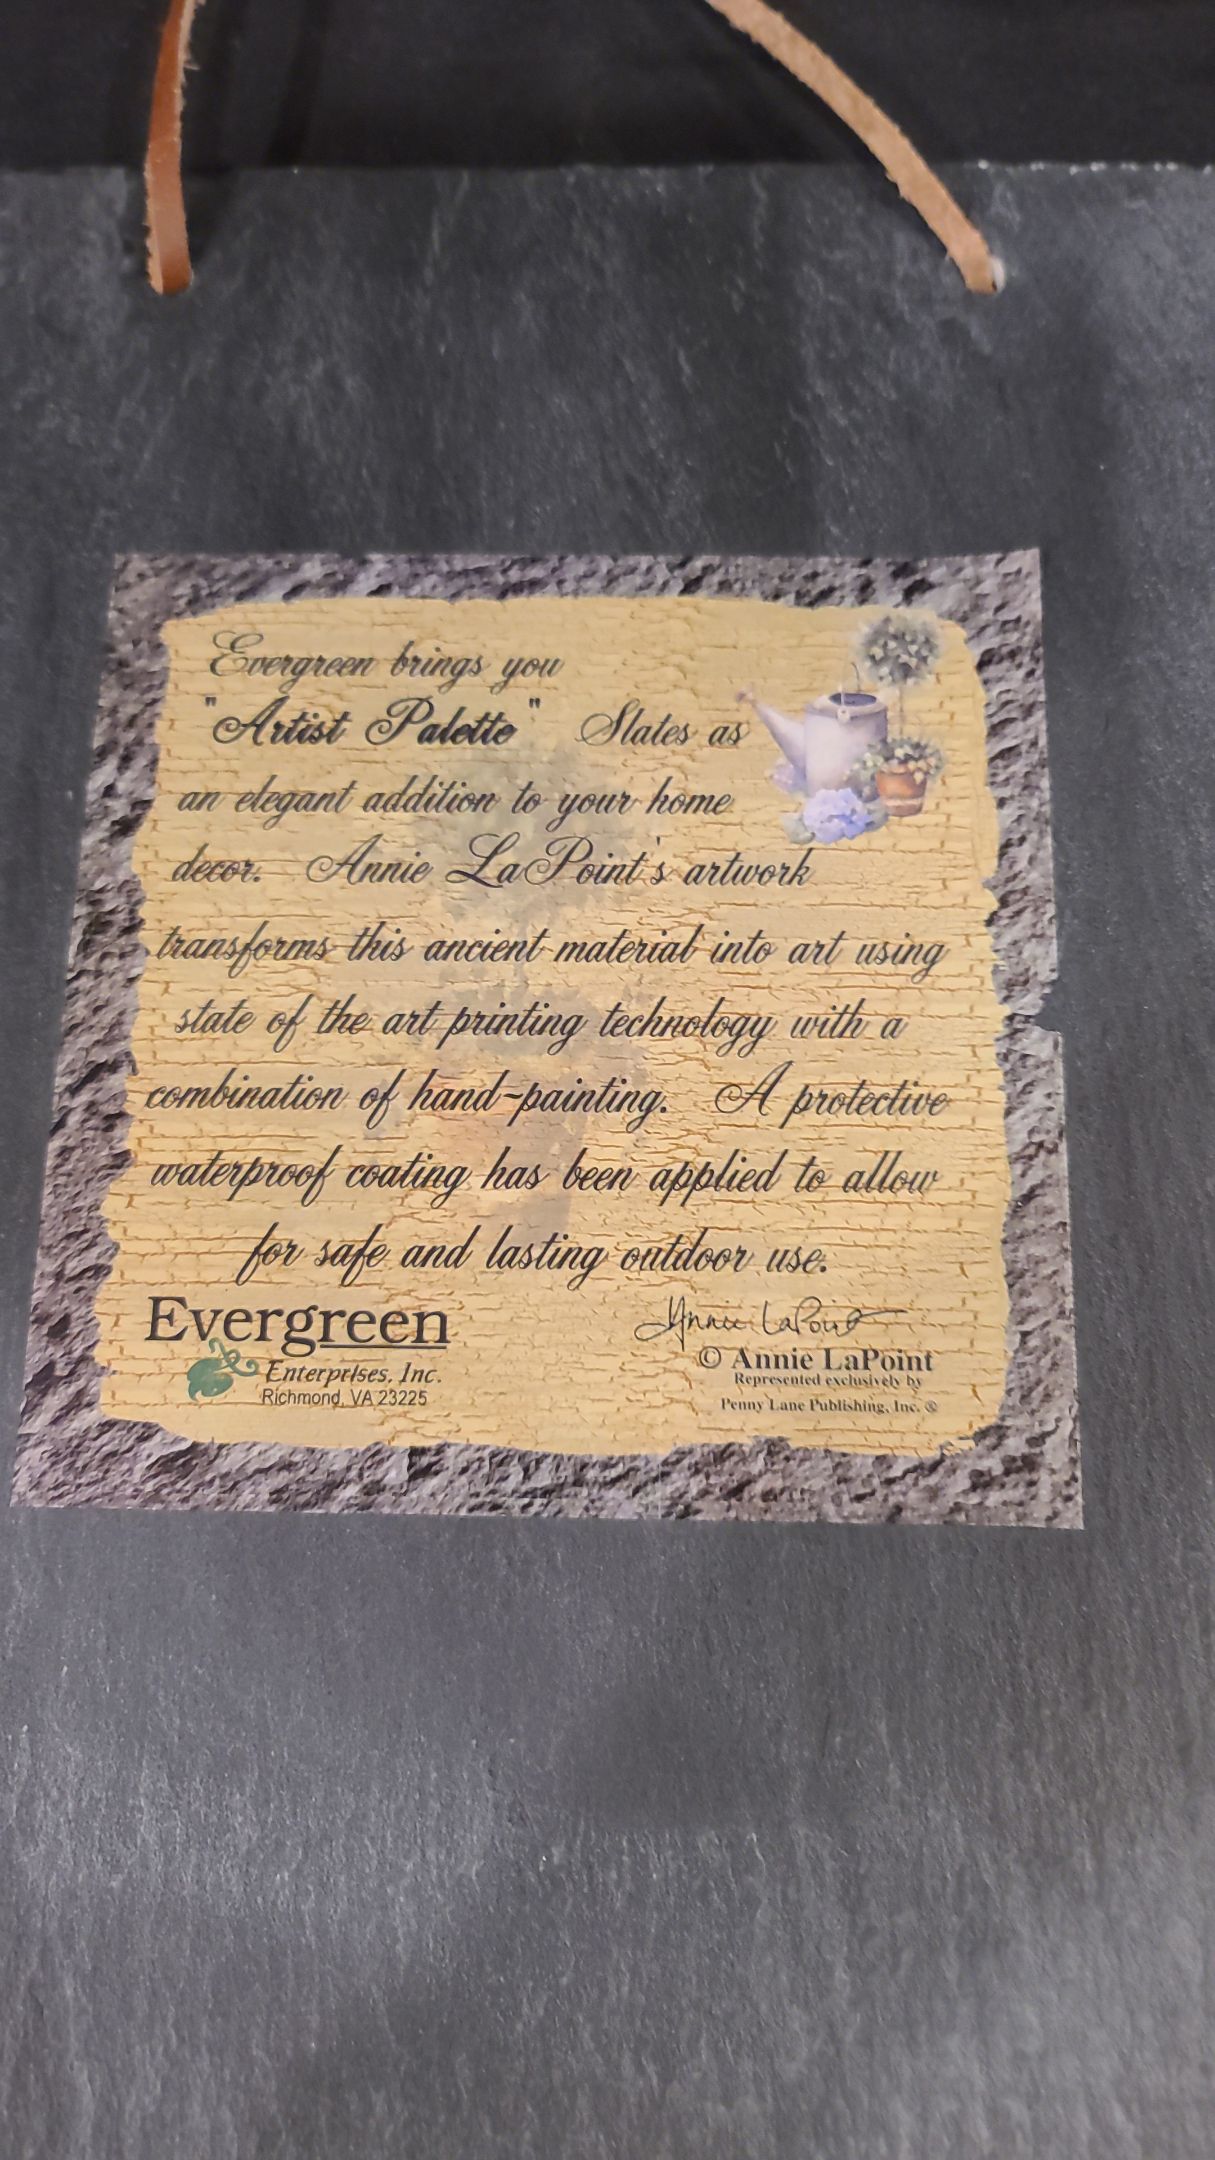 Evergreen brings you
"Artist Palette" Slates as
an elegant addition to your home
decor. Annie LaPoint's artwork
transforms this ancient material into art using
state of the art printing technology with a
combination of hand-painting. A protective
waterproof coating has been applied to allow
for safe and lasting outdoor use.
Evergreen
Enterprises, Inc.
Richmond, VA 23225
Annie LaPoint
© Annie LaPoint
Represented exclusively by
Penny Lane Publishing, Inc. ®